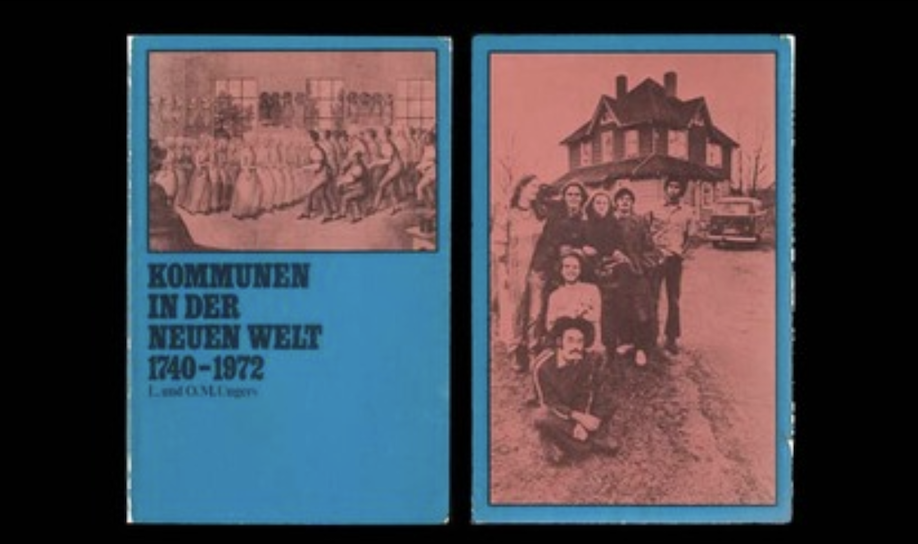 KOMMUNEN
IN DER
NEUEN WELT
1740-1972
L. und O.M.Ungers